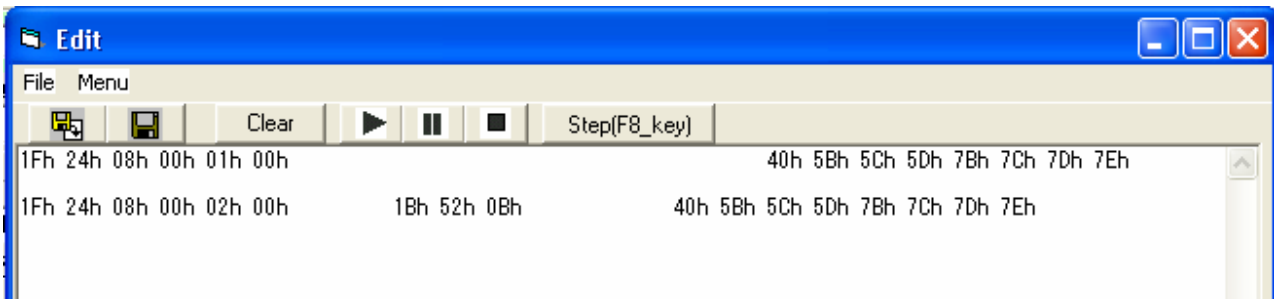 Edit
File Menu
Clear Step(F8_key)
1Fh 24h 08h 00h 01h 00h 40h 5Bh 5Ch 5Dh 7Bh 7Ch 7Dh 7Eh
1Fh 24h 08h 00h 02h 00h 1Bh 52h 0Bh 40h 5Bh 5Ch 5Dh 7Bh 7Ch 7Dh 7Eh